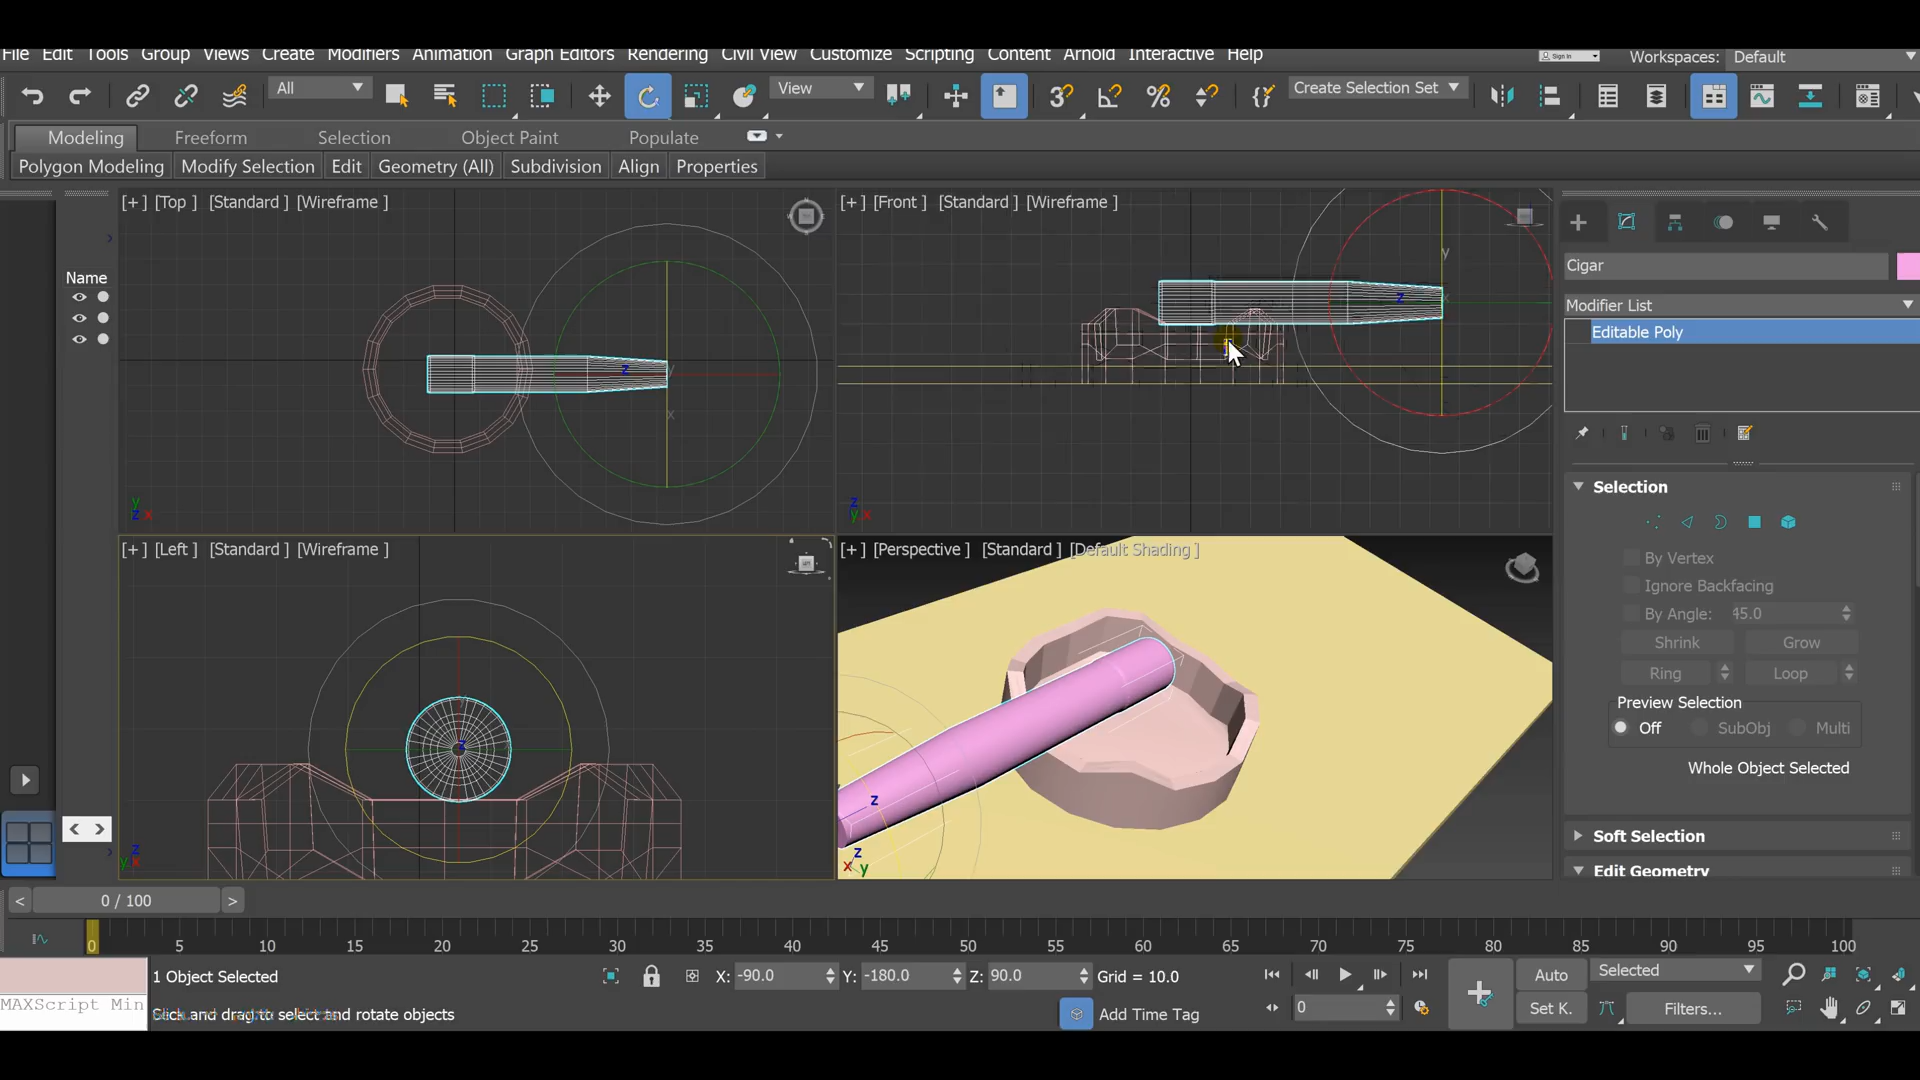 File Edit Tools Group Views Create Modifiers Animation Graph Editors Rendering Civil View Customize Scripting Content Arnold Interactive Help Sign In Workspaces: Default
All View Create Selection Set
Modeling Freeform Selection Object Paint Populate
Polygon Modeling Modify Selection Edit Geometry (All) Subdivision Align Properties
[+] [Top ] [Standard ] [Wireframe ]
[+] [Front ] [Standard ] [Wireframe ]
Name
Cigar
Modifier List
Editable Poly
Selection
By Vertex
Ignore Backfacing
By Angle: 45.0
Shrink Grow
Ring Loop
Preview Selection
Off SubObj Multi
Whole Object Selected
Soft Selection
Edit Geometry
[+] [Left ] [Standard ] [Wireframe ]
[+] [Perspective ] [Standard ] [Default Shading ]
y
z
x
z
x
y
z
y
z x
z
y x
z
z
y x
z
z
x y
< 0 / 100 >
0 5 10 15 20 25 30 35 40 45 50 55 60 65 70 75 80 85 90 95 100
1 Object Selected X: -90.0 Y: -180.0 Z: 90.0 Grid = 10.0 Auto Selected
MAXScript Min and drag to select and rotate objects Add Time Tag 0 Set K. Filters...